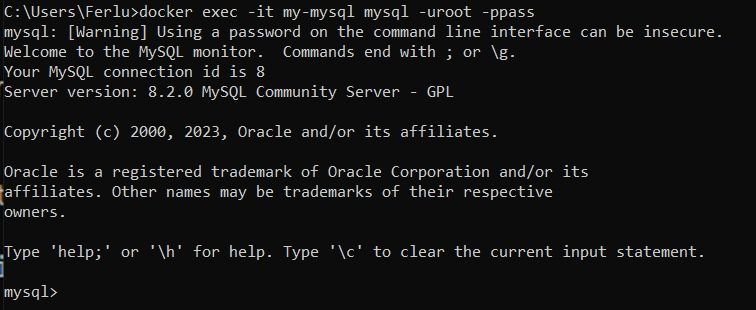 C:\Users\Ferlu>docker exec -it my-mysql mysql -uroot -ppass
mysql: [Warning] Using a password on the command line interface can be insecure.
Welcome to the MySQL monitor.  Commands end with ; or \g.
Your MySQL connection id is 8
Server version: 8.2.0 MySQL Community Server - GPL
Copyright (c) 2000, 2023, Oracle and/or its affiliates.
Oracle is a registered trademark of Oracle Corporation and/or its
affiliates. Other names may be trademarks of their respective
owners.
Type 'help;' or '\h' for help. Type '\c' to clear the current input statement.
mysql>